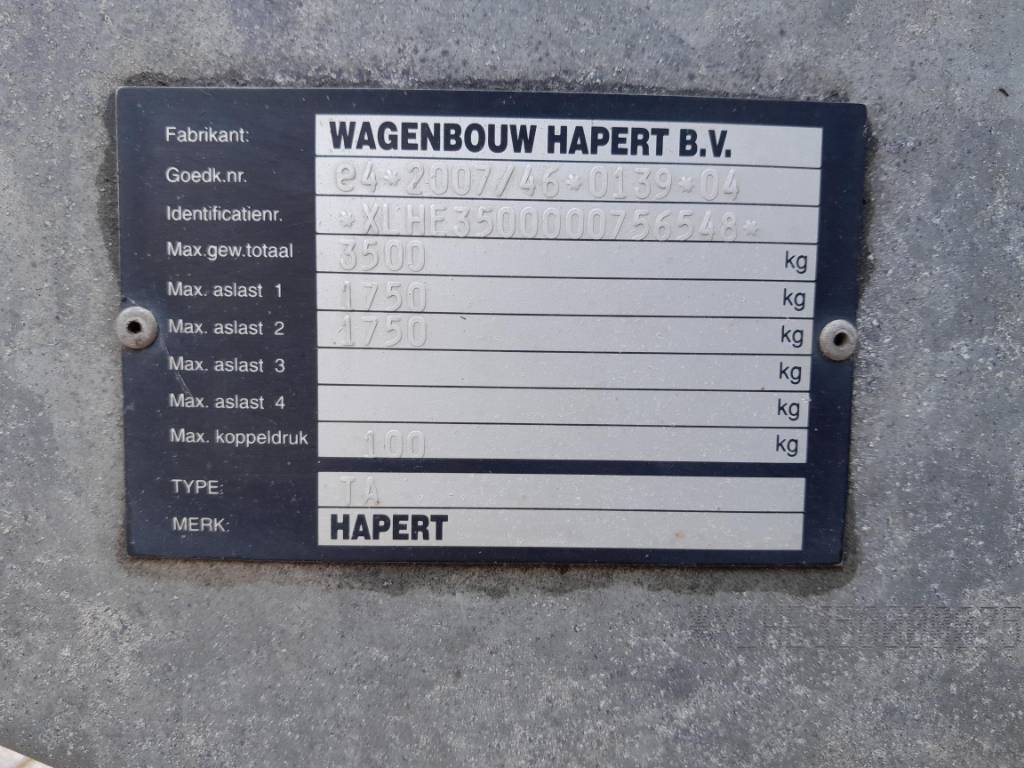 Fabrikant: WAGENBOUW HAPERT B.V.
Goedk.nr. e4*2007/46*0139*04
Identificatienr. *XLHE3500000756548*
Max.gew.totaal 3500 kg
Max. aslast 1 1750 kg
Max. aslast 2 1750 kg
Max. aslast 3 kg
Max. aslast 4 kg
Max. koppeldruk 100 kg
TYPE: TA
MERK: HAPERT